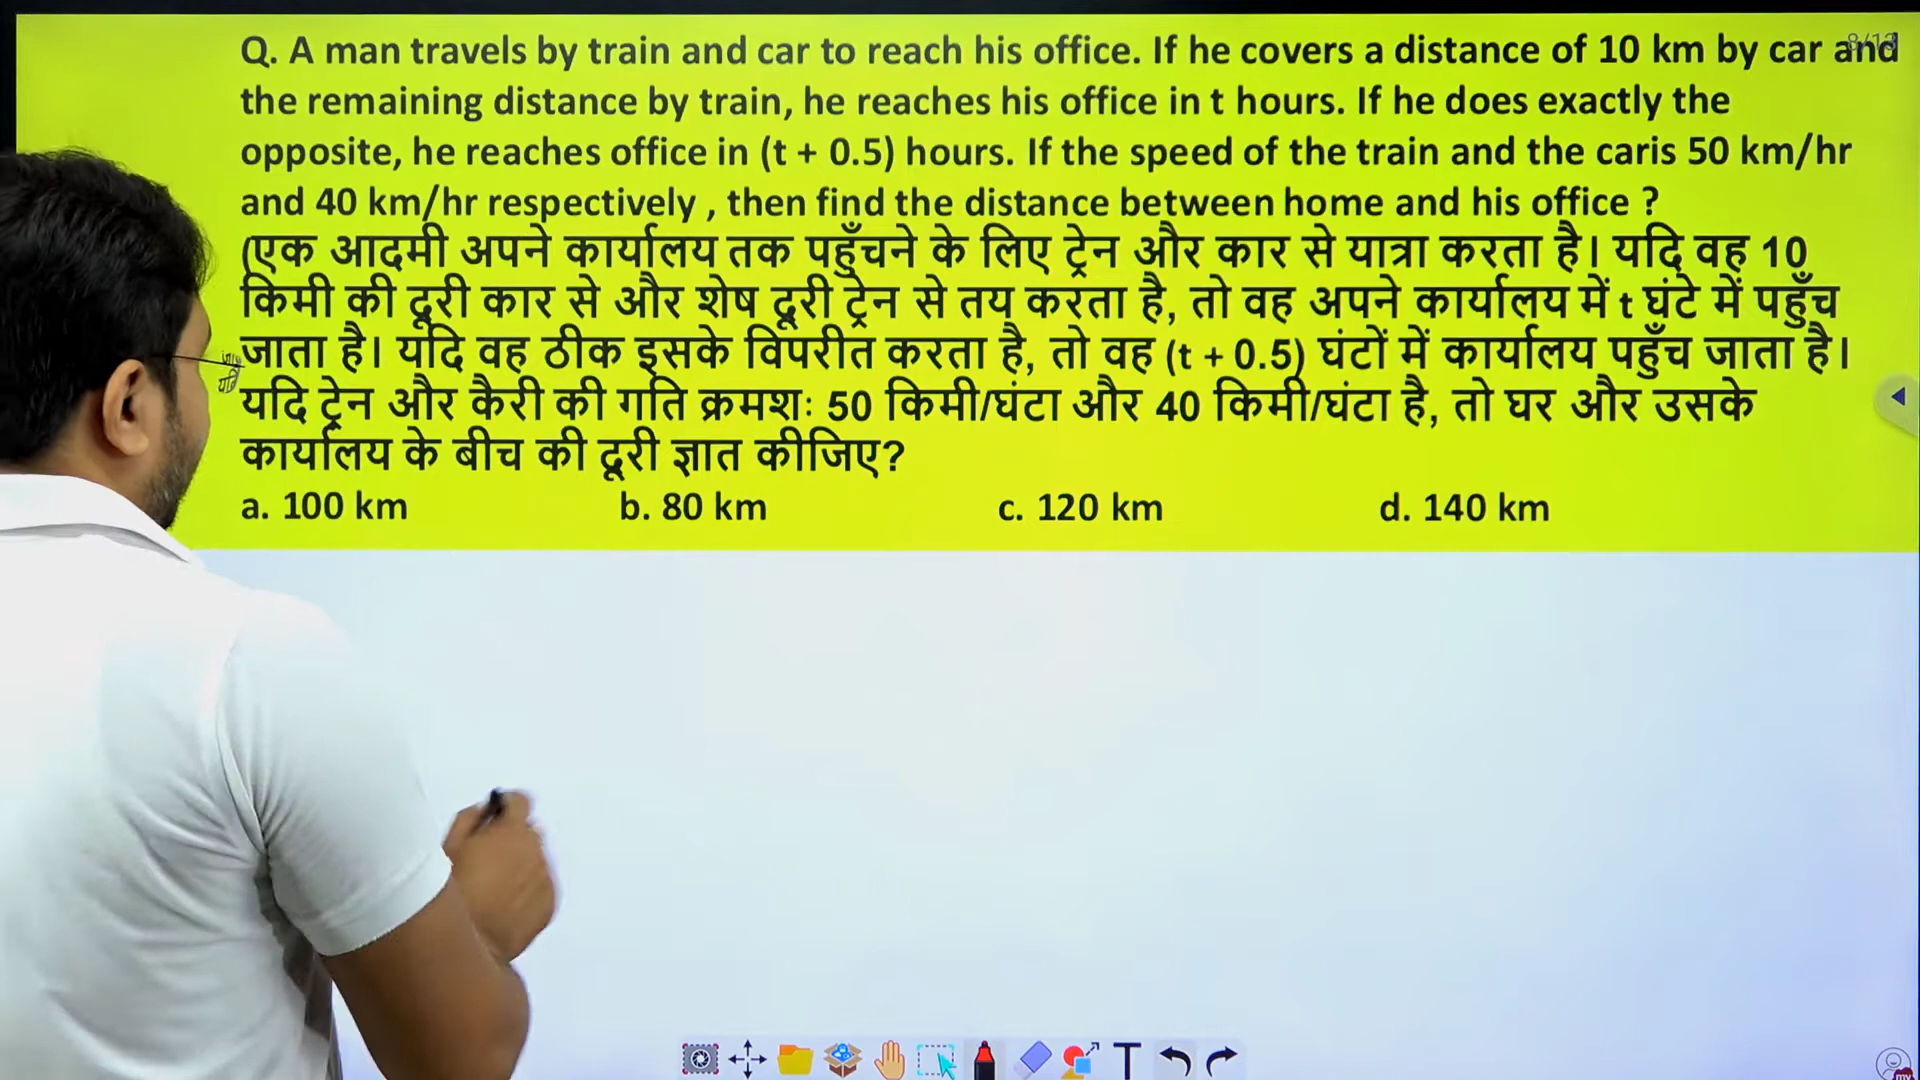 8/13
Q. A man travels by train and car to reach his office. If he covers a distance of 10 km by car and
the remaining distance by train, he reaches his office in t hours. If he does exactly the
opposite, he reaches office in (t + 0.5) hours. If the speed of the train and the caris 50 km/hr
and 40 km/hr respectively , then find the distance between home and his office ?
(एक आदमी अपने कार्यालय तक पहुँचने के लिए ट्रेन और कार से यात्रा करता है। यदि वह 10
किमी की दूरी कार से और शेष दूरी ट्रेन से तय करता है, तो वह अपने कार्यालय में t घंटे में पहुँच
जाता है। यदि वह ठीक इसके विपरीत करता है, तो वह (t + 0.5) घंटों में कार्यालय पहुँच जाता है।
यदि ट्रेन और कैरी की गति क्रमशः 50 किमी/घंटा और 40 किमी/घंटा है, तो घर और उसके
कार्यालय के बीच की दूरी ज्ञात कीजिए?
a. 100 km b. 80 km c. 120 km d. 140 km
T
my